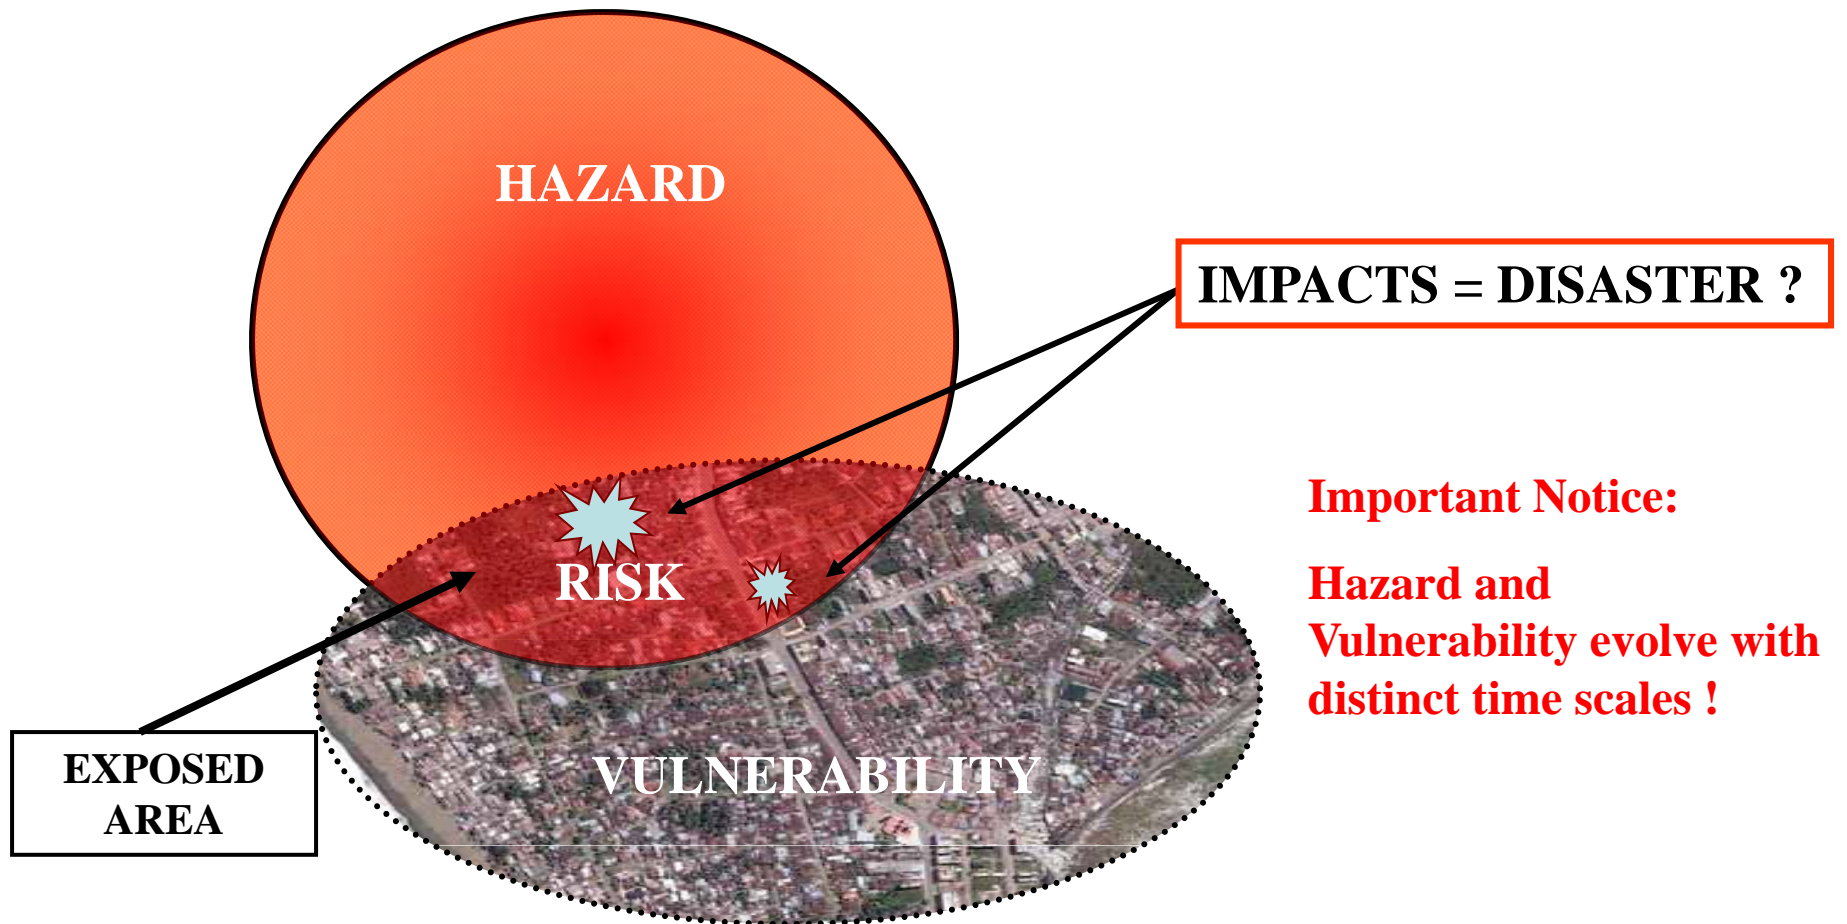 HAZARD
IMPACTS = DISASTER ?
Important Notice:
RISK
Hazard and
Vulnerability evolve with
distinct time scales !
EXPOSED
AREA
VULNERABILITY